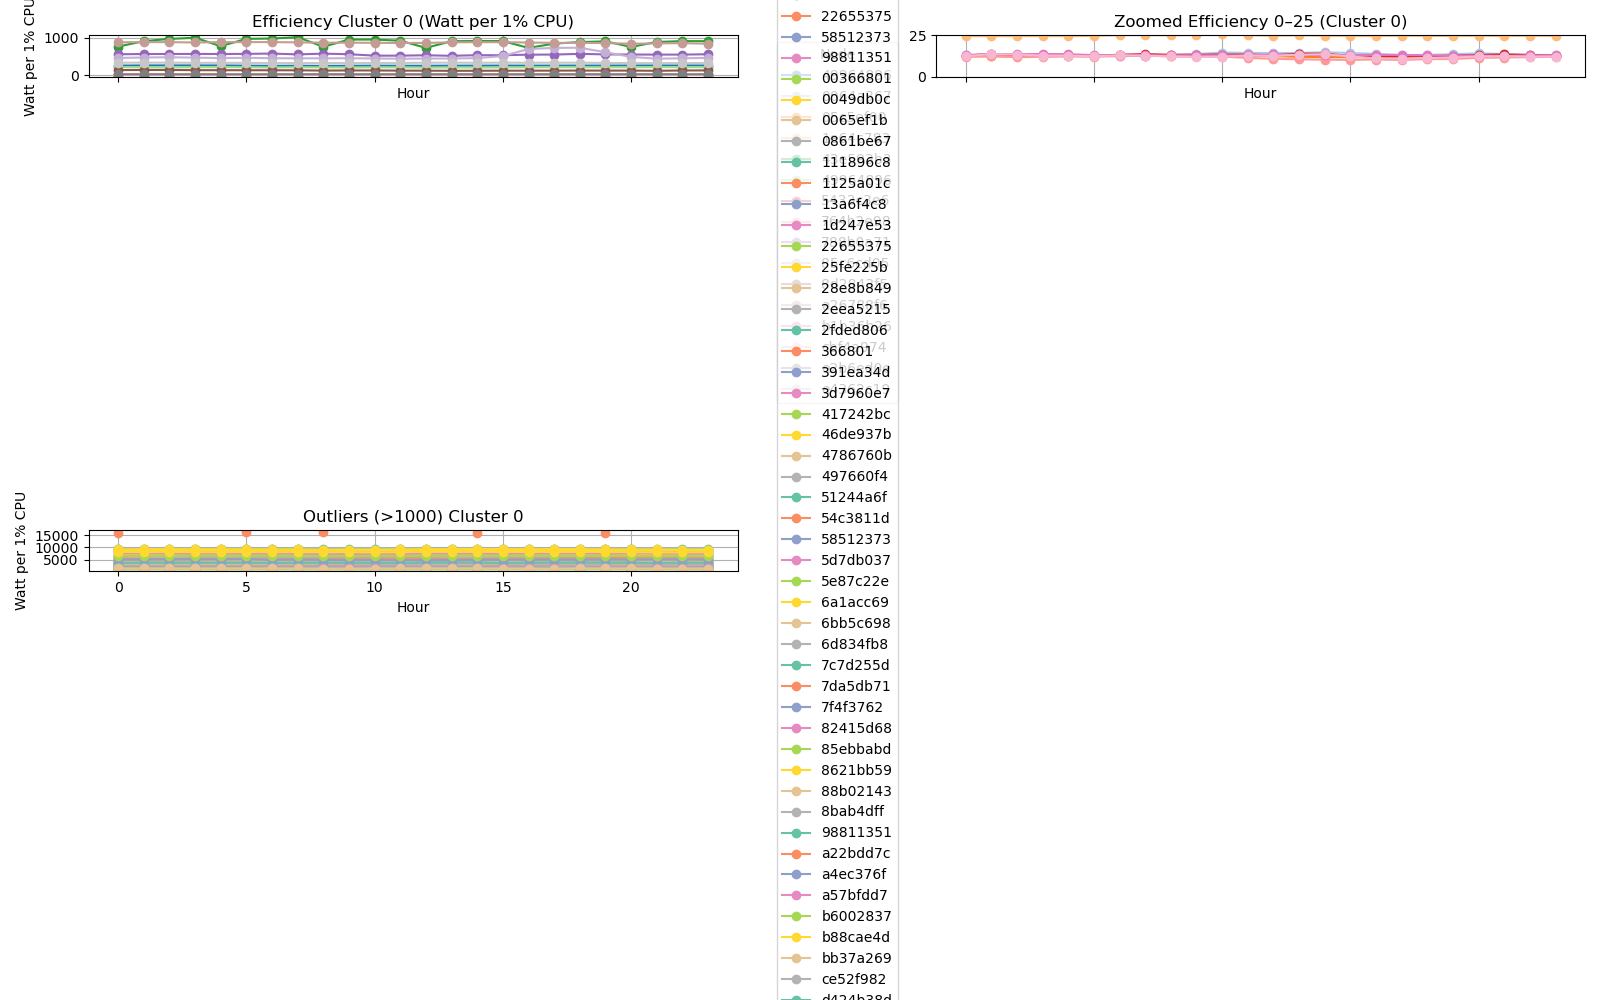 Efficiency Cluster 0 (Watt per 1% CPU)
Watt per 1% CPU
1000
0
Hour
Zoomed Efficiency 0–25 (Cluster 0)
25
0
Hour
Outliers (>1000) Cluster 0
Watt per 1% CPU
15000
10000
5000
0
5
10
15
20
Hour
22655375
58512373
98811351
00366801
0049db0c
0065ef1b
0861be67
111896c8
1125a01c
13a6f4c8
1d247e53
22655375
25fe225b
28e8b849
2eea5215
2fded806
366801
391ea34d
3d7960e7
417242bc
46de937b
4786760b
497660f4
51244a6f
54c3811d
58512373
5d7db037
5e87c22e
6a1acc69
6bb5c698
6d834fb8
7c7d255d
7da5db71
7f4f3762
82415d68
85ebbabd
8621bb59
88b02143
8bab4dff
98811351
a22bdd7c
a4ec376f
a57bfdd7
b6002837
b88cae4d
bb37a269
ce52f982
d424b38d